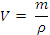 V = m/ρ